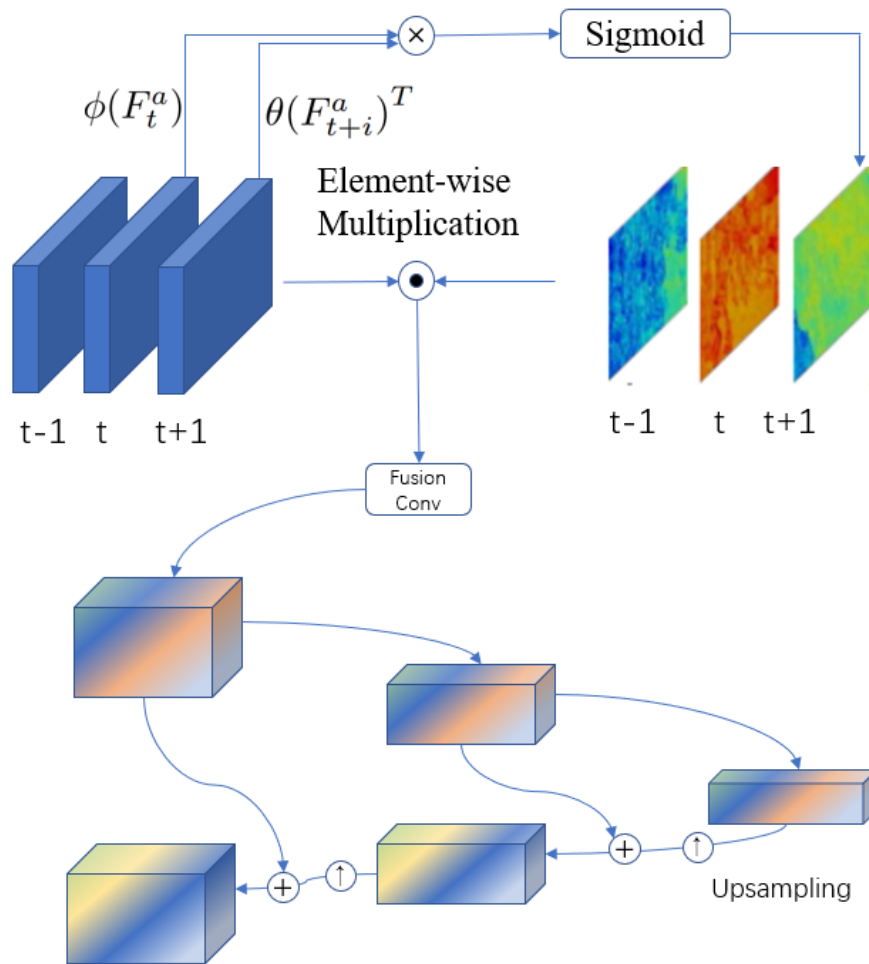 ×
Sigmoid
ϕ(F_t^a)
θ(F_{t+i}^a)^T
Element-wise
Multiplication
t-1 t t+1
t-1 t t+1
Fusion
Conv
+
↑
+
↑
Upsampling